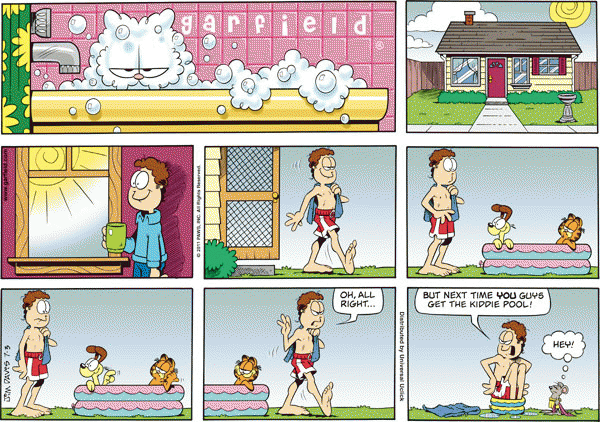 garfield
®
www.garfield.com
© 2011 PAWS, INC. All Rights Reserved.
JIM DAVIS 7-3
OH, ALL
RIGHT...
Distributed by Universal Uclick
BUT NEXT TIME YOU GUYS
GET THE KIDDIE POOL!
HEY!